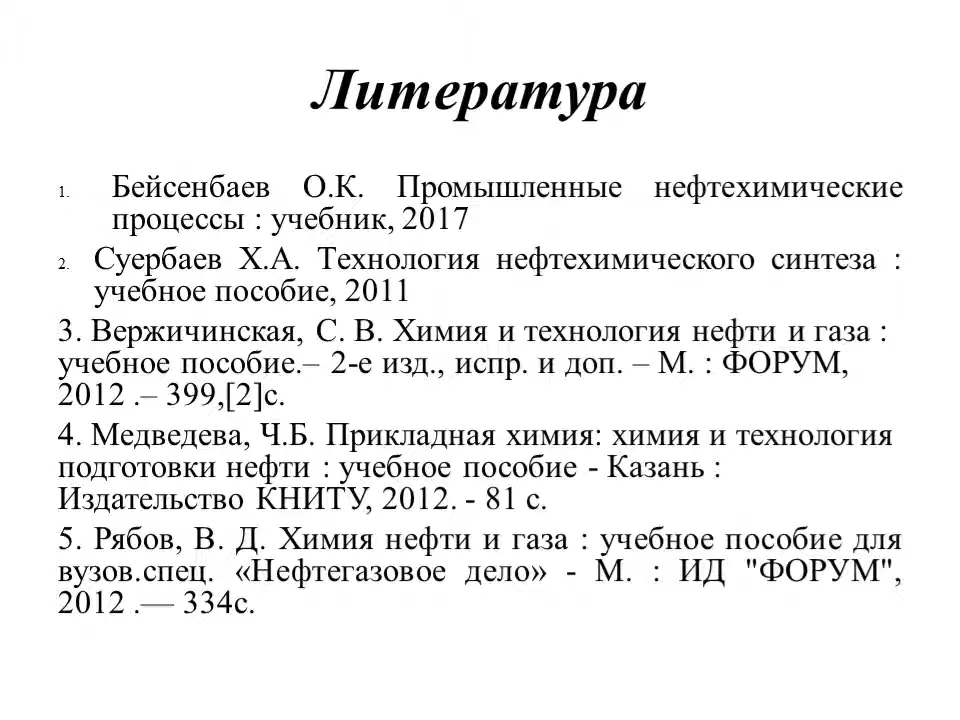 Литература
1. Бейсенбаев О.К. Промышленные нефтехимические
процессы : учебник, 2017
2. Суербаев Х.А. Технология нефтехимического синтеза :
учебное пособие, 2011
3. Вержичинская, С. В. Химия и технология нефти и газа :
учебное пособие.– 2-е изд., испр. и доп. – М. : ФОРУМ,
2012 .– 399,[2]с.
4. Медведева, Ч.Б. Прикладная химия: химия и технология
подготовки нефти : учебное пособие - Казань :
Издательство КНИТУ, 2012. - 81 с.
5. Рябов, В. Д. Химия нефти и газа : учебное пособие для
вузов.спец. «Нефтегазовое дело» - М. : ИД "ФОРУМ",
2012 .— 334с.